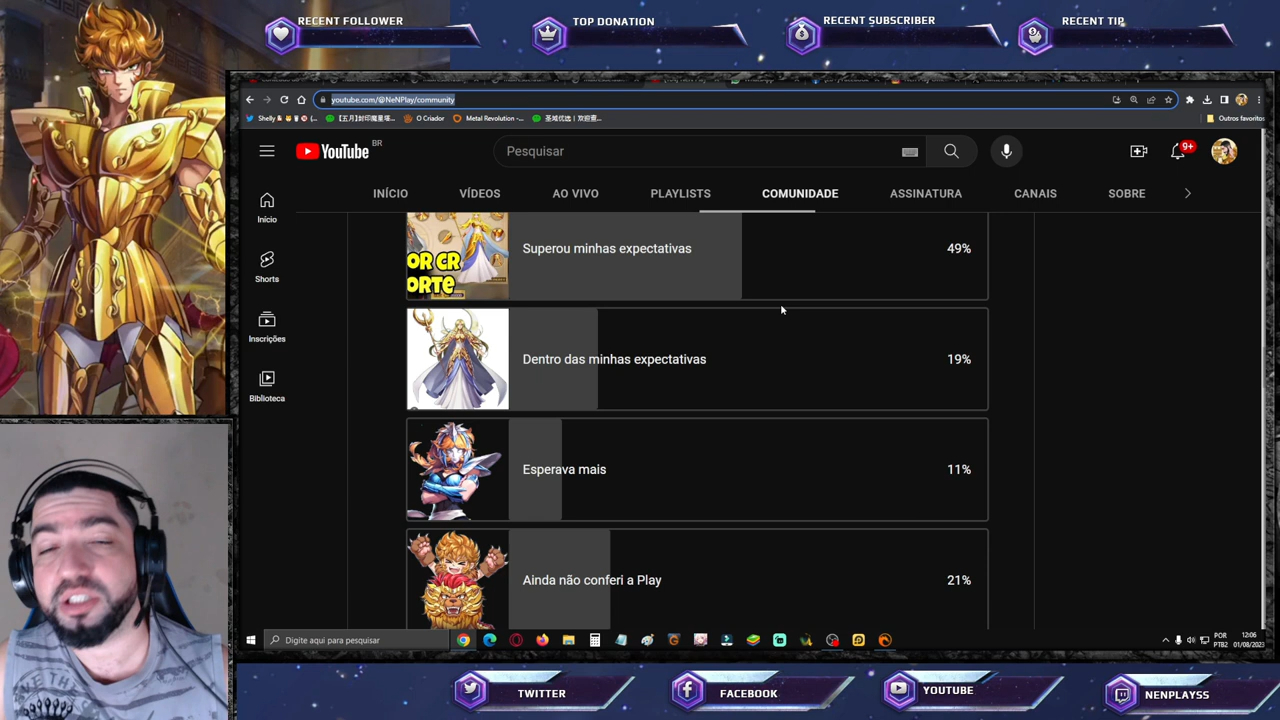 RECENT FOLLOWER
TOP DONATION
RECENT SUBSCRIBER
RECENT TIP
youtube.com/@NeNPlay/community
Shelly
O Criador
Metal Revolution -...
Outros favoritos
YouTube BR
Pesquisar
9+
INÍCIO
VÍDEOS
AO VIVO
PLAYLISTS
COMUNIDADE
ASSINATURA
CANAIS
SOBRE
Início
Shorts
Inscrições
Biblioteca
OR CR
ORTE
Superou minhas expectativas
49%
Dentro das minhas expectativas
19%
Esperava mais
11%
Ainda não conferi a Play
21%
Digite aqui para pesquisar
POR
PTB2
12:06
01/08/2023
THEY
TWITTER
FACEBOOK
YOUTUBE
NENPLAYSS